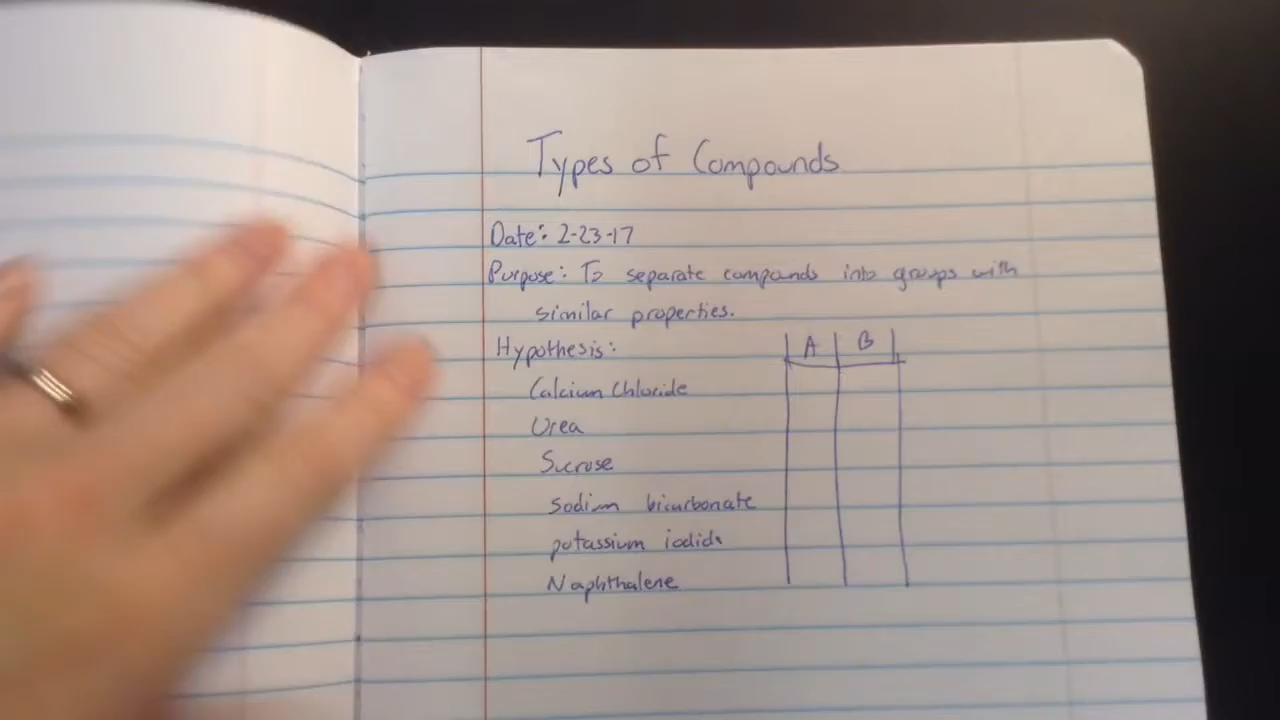 Types of Compounds
Date: 2-23-17
Purpose: To separate compounds into groups with
similar properties.
Hypothesis:
A B
Calcium Chloride
Urea
Sucrose
Sodium bicarbonate
potassium iodide
Naphthalene